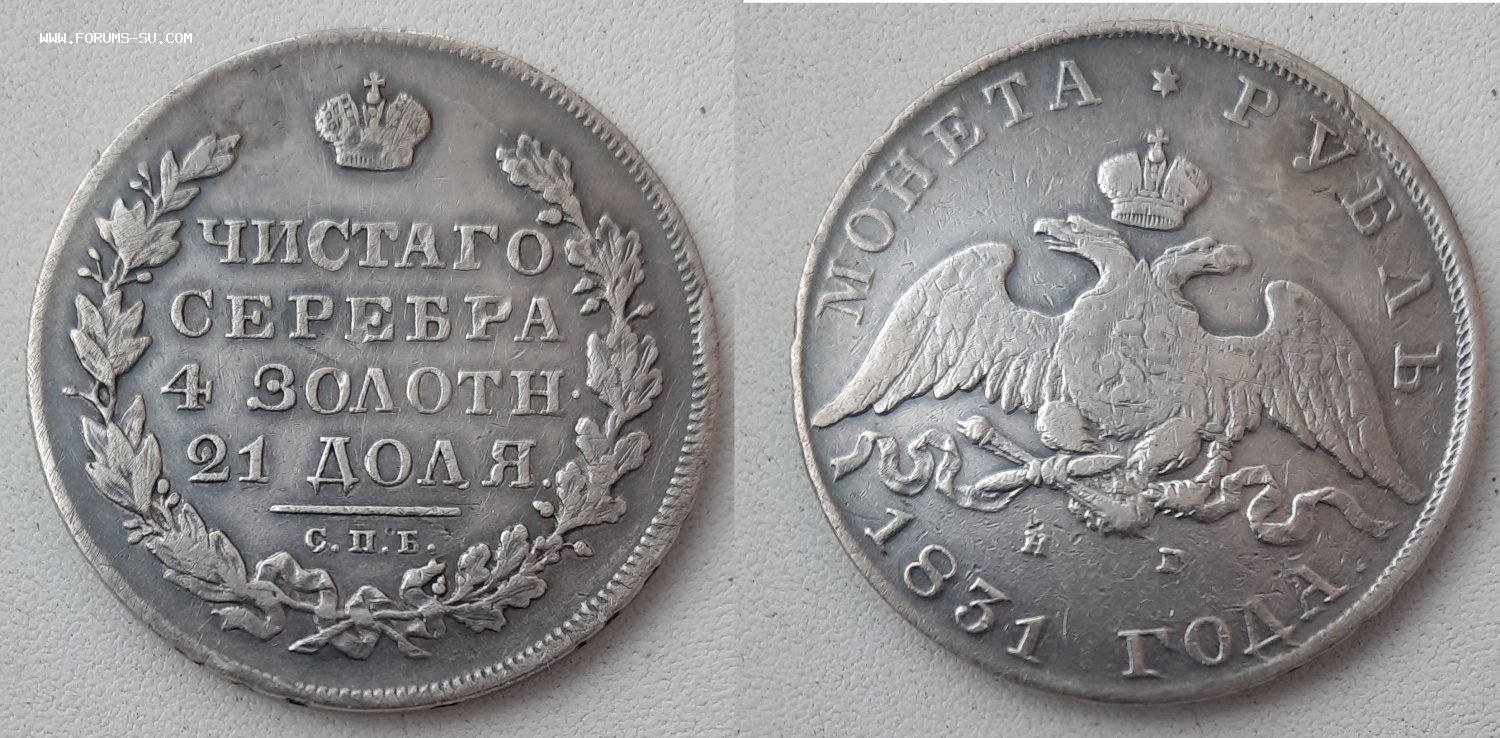 WWW.FORUMS-SU.COM
ЧИСТАГО
СЕРЕБРА
4 ЗОЛОТН.
21 ДОЛЯ.
С.П.Б.
МОНЕТА * РУБЛЬ
Н Г
1831 ГОДА.